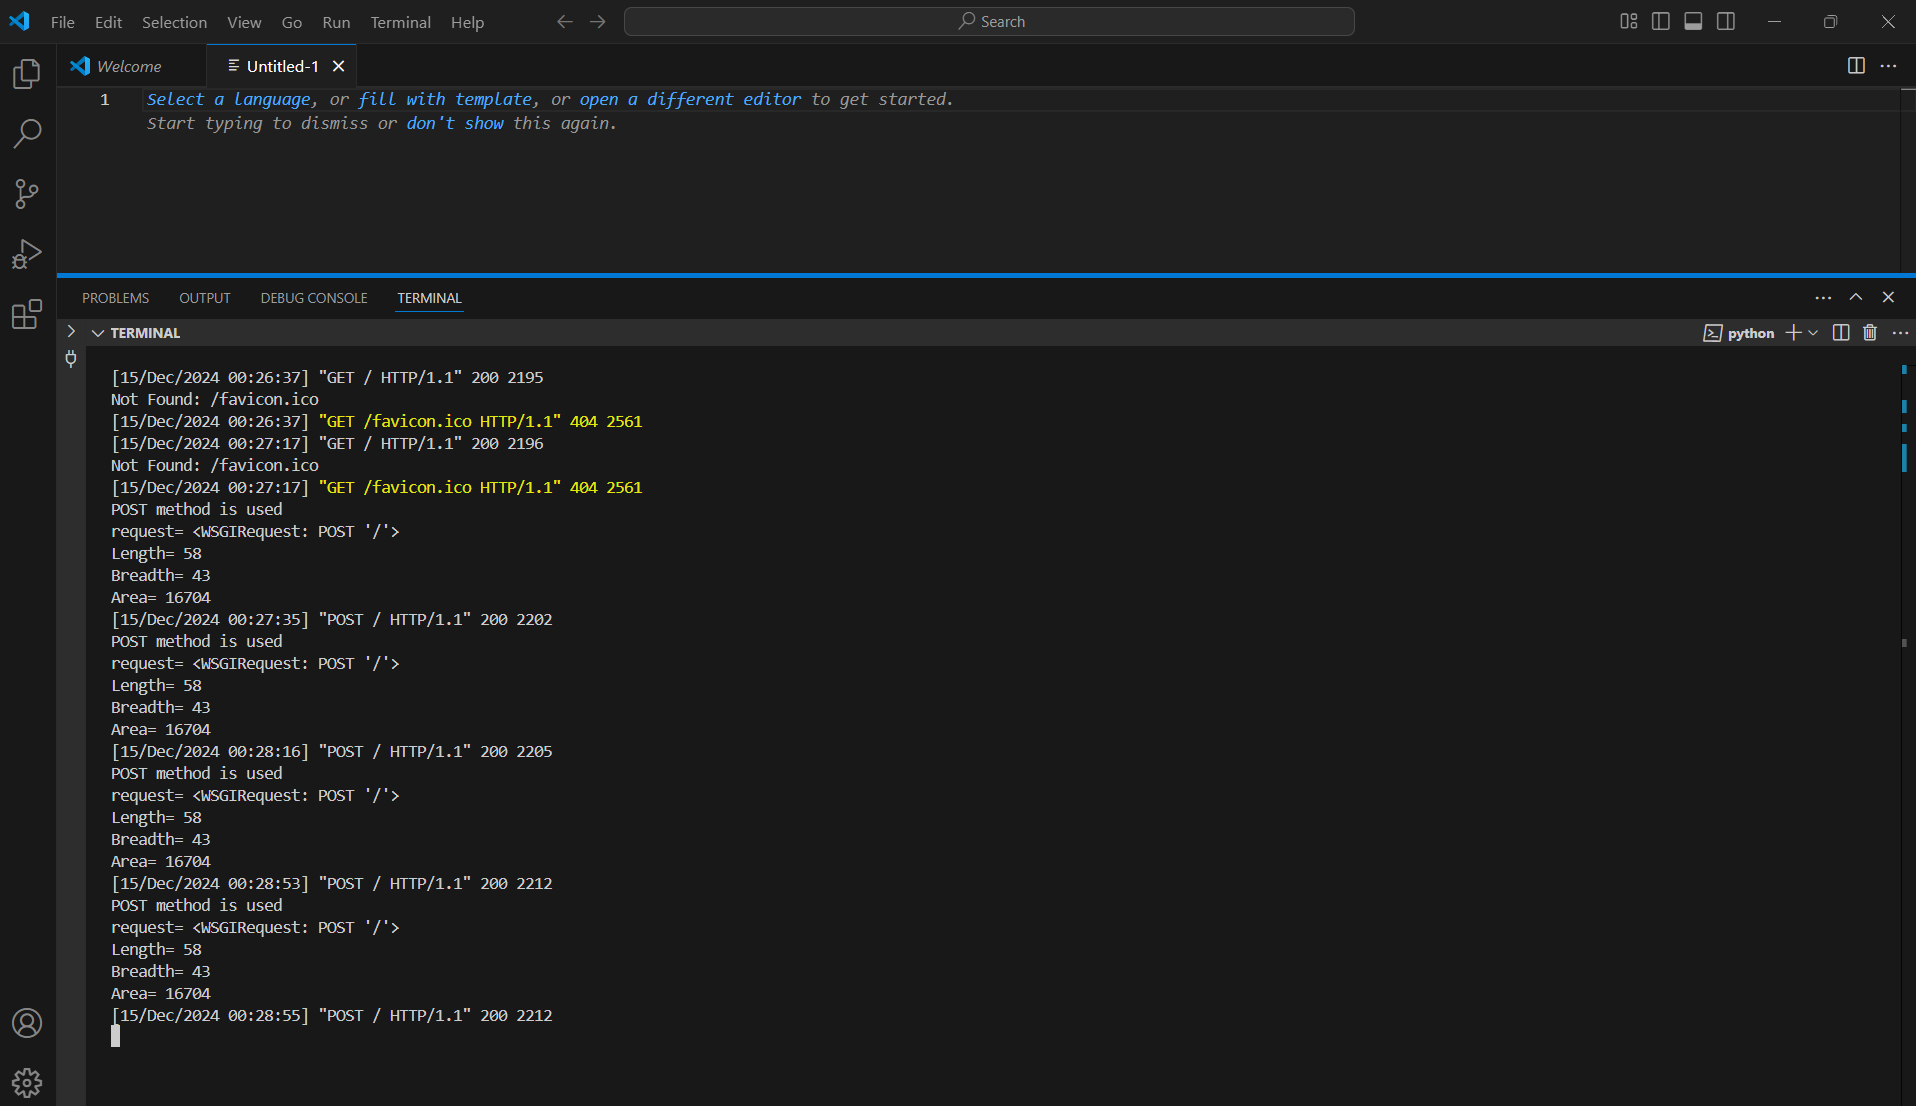 File Edit Selection View Go Run Terminal Help Search
Welcome Untitled-1
1 Select a language, or fill with template, or open a different editor to get started.
Start typing to dismiss or don't show this again.
PROBLEMS OUTPUT DEBUG CONSOLE TERMINAL
TERMINAL python
[15/Dec/2024 00:26:37] "GET / HTTP/1.1" 200 2195
Not Found: /favicon.ico
[15/Dec/2024 00:26:37] "GET /favicon.ico HTTP/1.1" 404 2561
[15/Dec/2024 00:27:17] "GET / HTTP/1.1" 200 2196
Not Found: /favicon.ico
[15/Dec/2024 00:27:17] "GET /favicon.ico HTTP/1.1" 404 2561
POST method is used
request= <WSGIRequest: POST '/'>
Length= 58
Breadth= 43
Area= 16704
[15/Dec/2024 00:27:35] "POST / HTTP/1.1" 200 2202
POST method is used
request= <WSGIRequest: POST '/'>
Length= 58
Breadth= 43
Area= 16704
[15/Dec/2024 00:28:16] "POST / HTTP/1.1" 200 2205
POST method is used
request= <WSGIRequest: POST '/'>
Length= 58
Breadth= 43
Area= 16704
[15/Dec/2024 00:28:53] "POST / HTTP/1.1" 200 2212
POST method is used
request= <WSGIRequest: POST '/'>
Length= 58
Breadth= 43
Area= 16704
[15/Dec/2024 00:28:55] "POST / HTTP/1.1" 200 2212